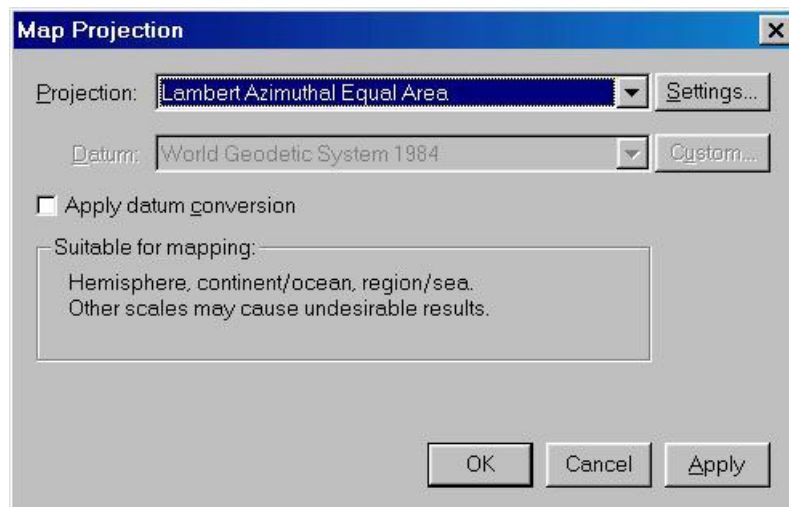 Map Projection
Projection: Lambert Azimuthal Equal Area Settings...
Datum: World Geodetic System 1984 Custom...
Apply datum conversion
Suitable for mapping:
Hemisphere, continent/ocean, region/sea.
Other scales may cause undesirable results.
OK Cancel Apply